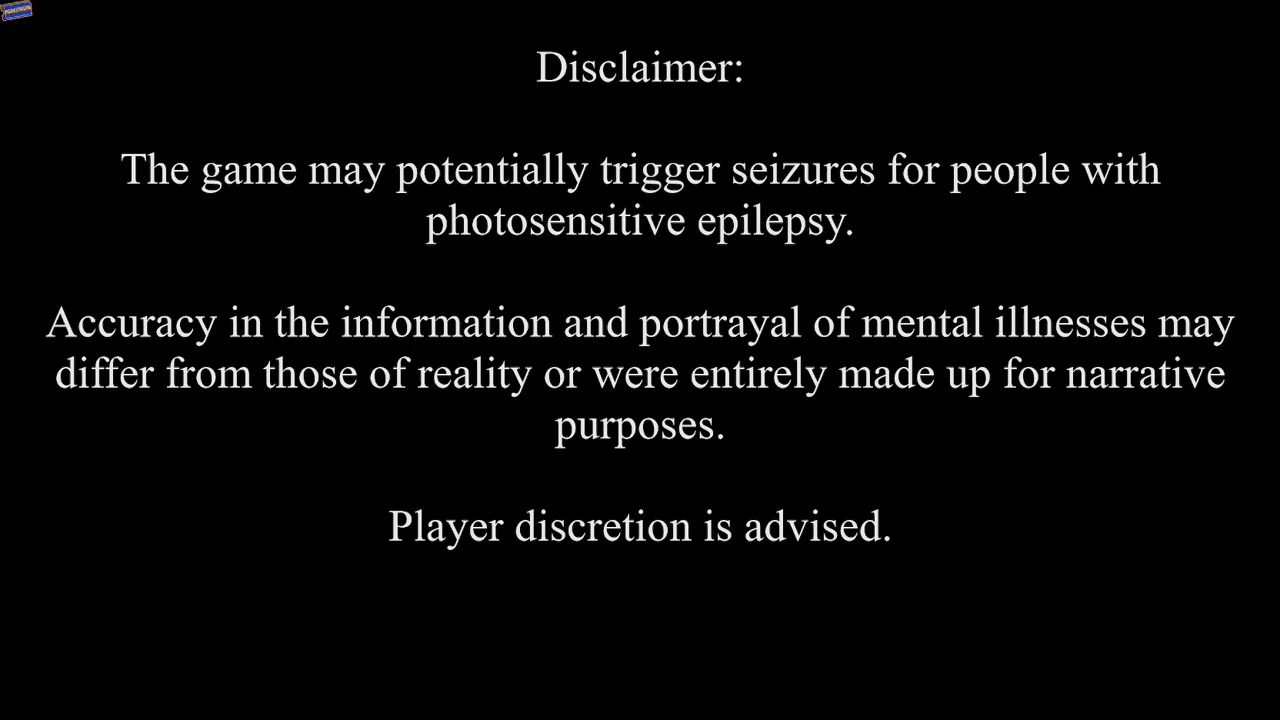 Disclaimer:
The game may potentially trigger seizures for people with
photosensitive epilepsy.
Accuracy in the information and portrayal of mental illnesses may
differ from those of reality or were entirely made up for narrative
purposes.
Player discretion is advised.